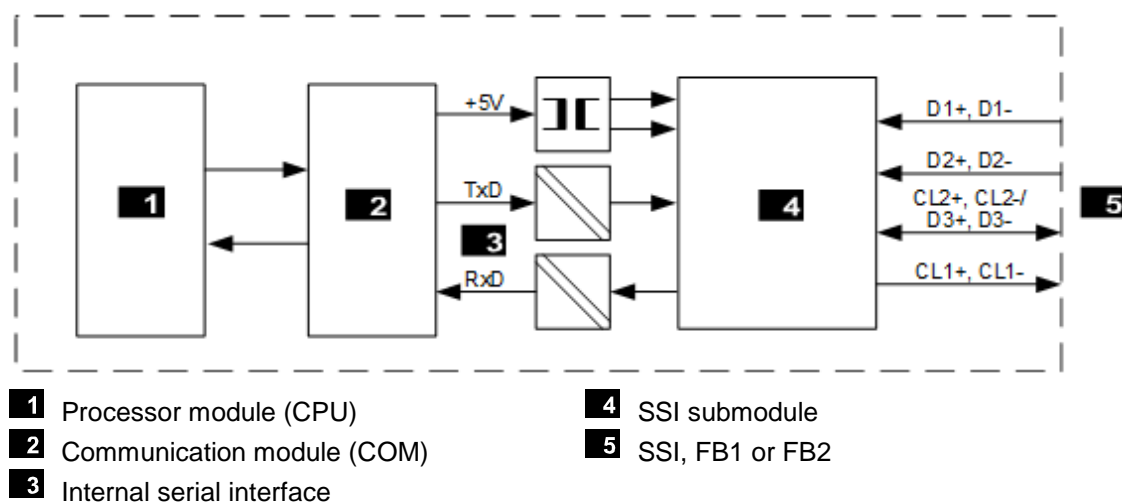 +5V
D1+, D1-
D2+, D2-
TxD
CL2+, CL2-/
D3+, D3-
1
2
3
4
5
RxD
CL1+, CL1-
1 Processor module (CPU)
2 Communication module (COM)
3 Internal serial interface
4 SSI submodule
5 SSI, FB1 or FB2